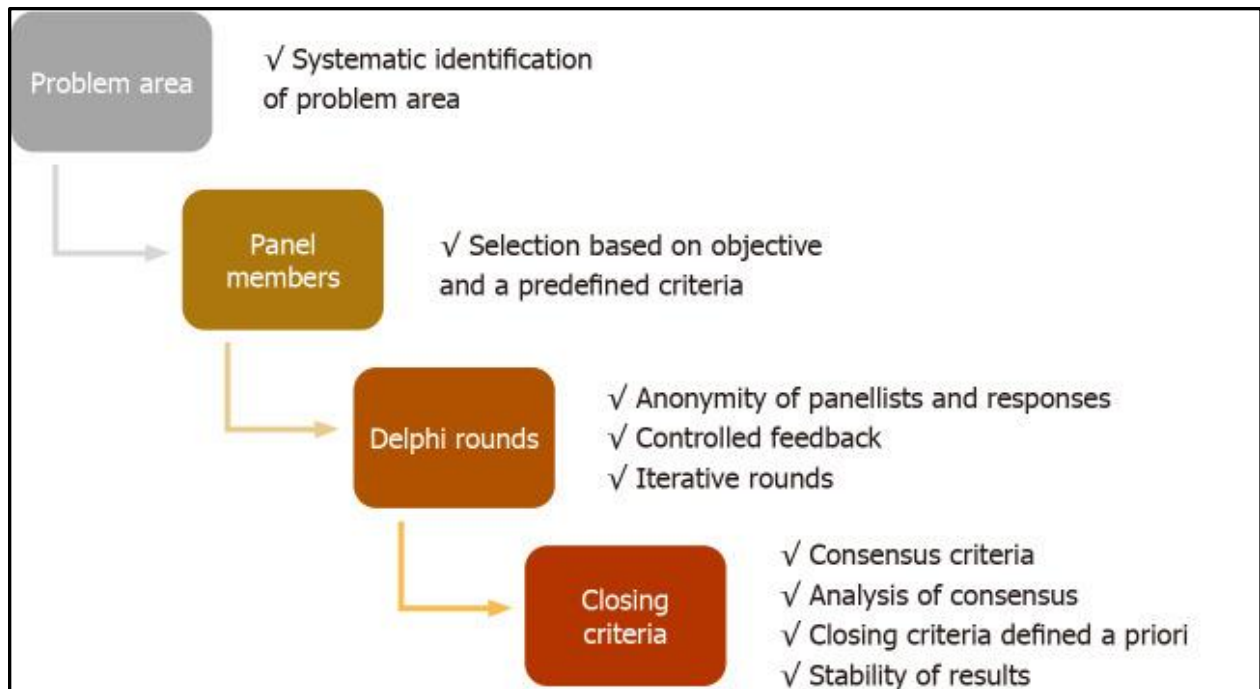 Problem area
√ Systematic identification
of problem area
Panel
members
√ Selection based on objective
and a predefined criteria
Delphi rounds
√ Anonymity of panellists and responses
√ Controlled feedback
√ Iterative rounds
Closing
criteria
√ Consensus criteria
√ Analysis of consensus
√ Closing criteria defined a priori
√ Stability of results